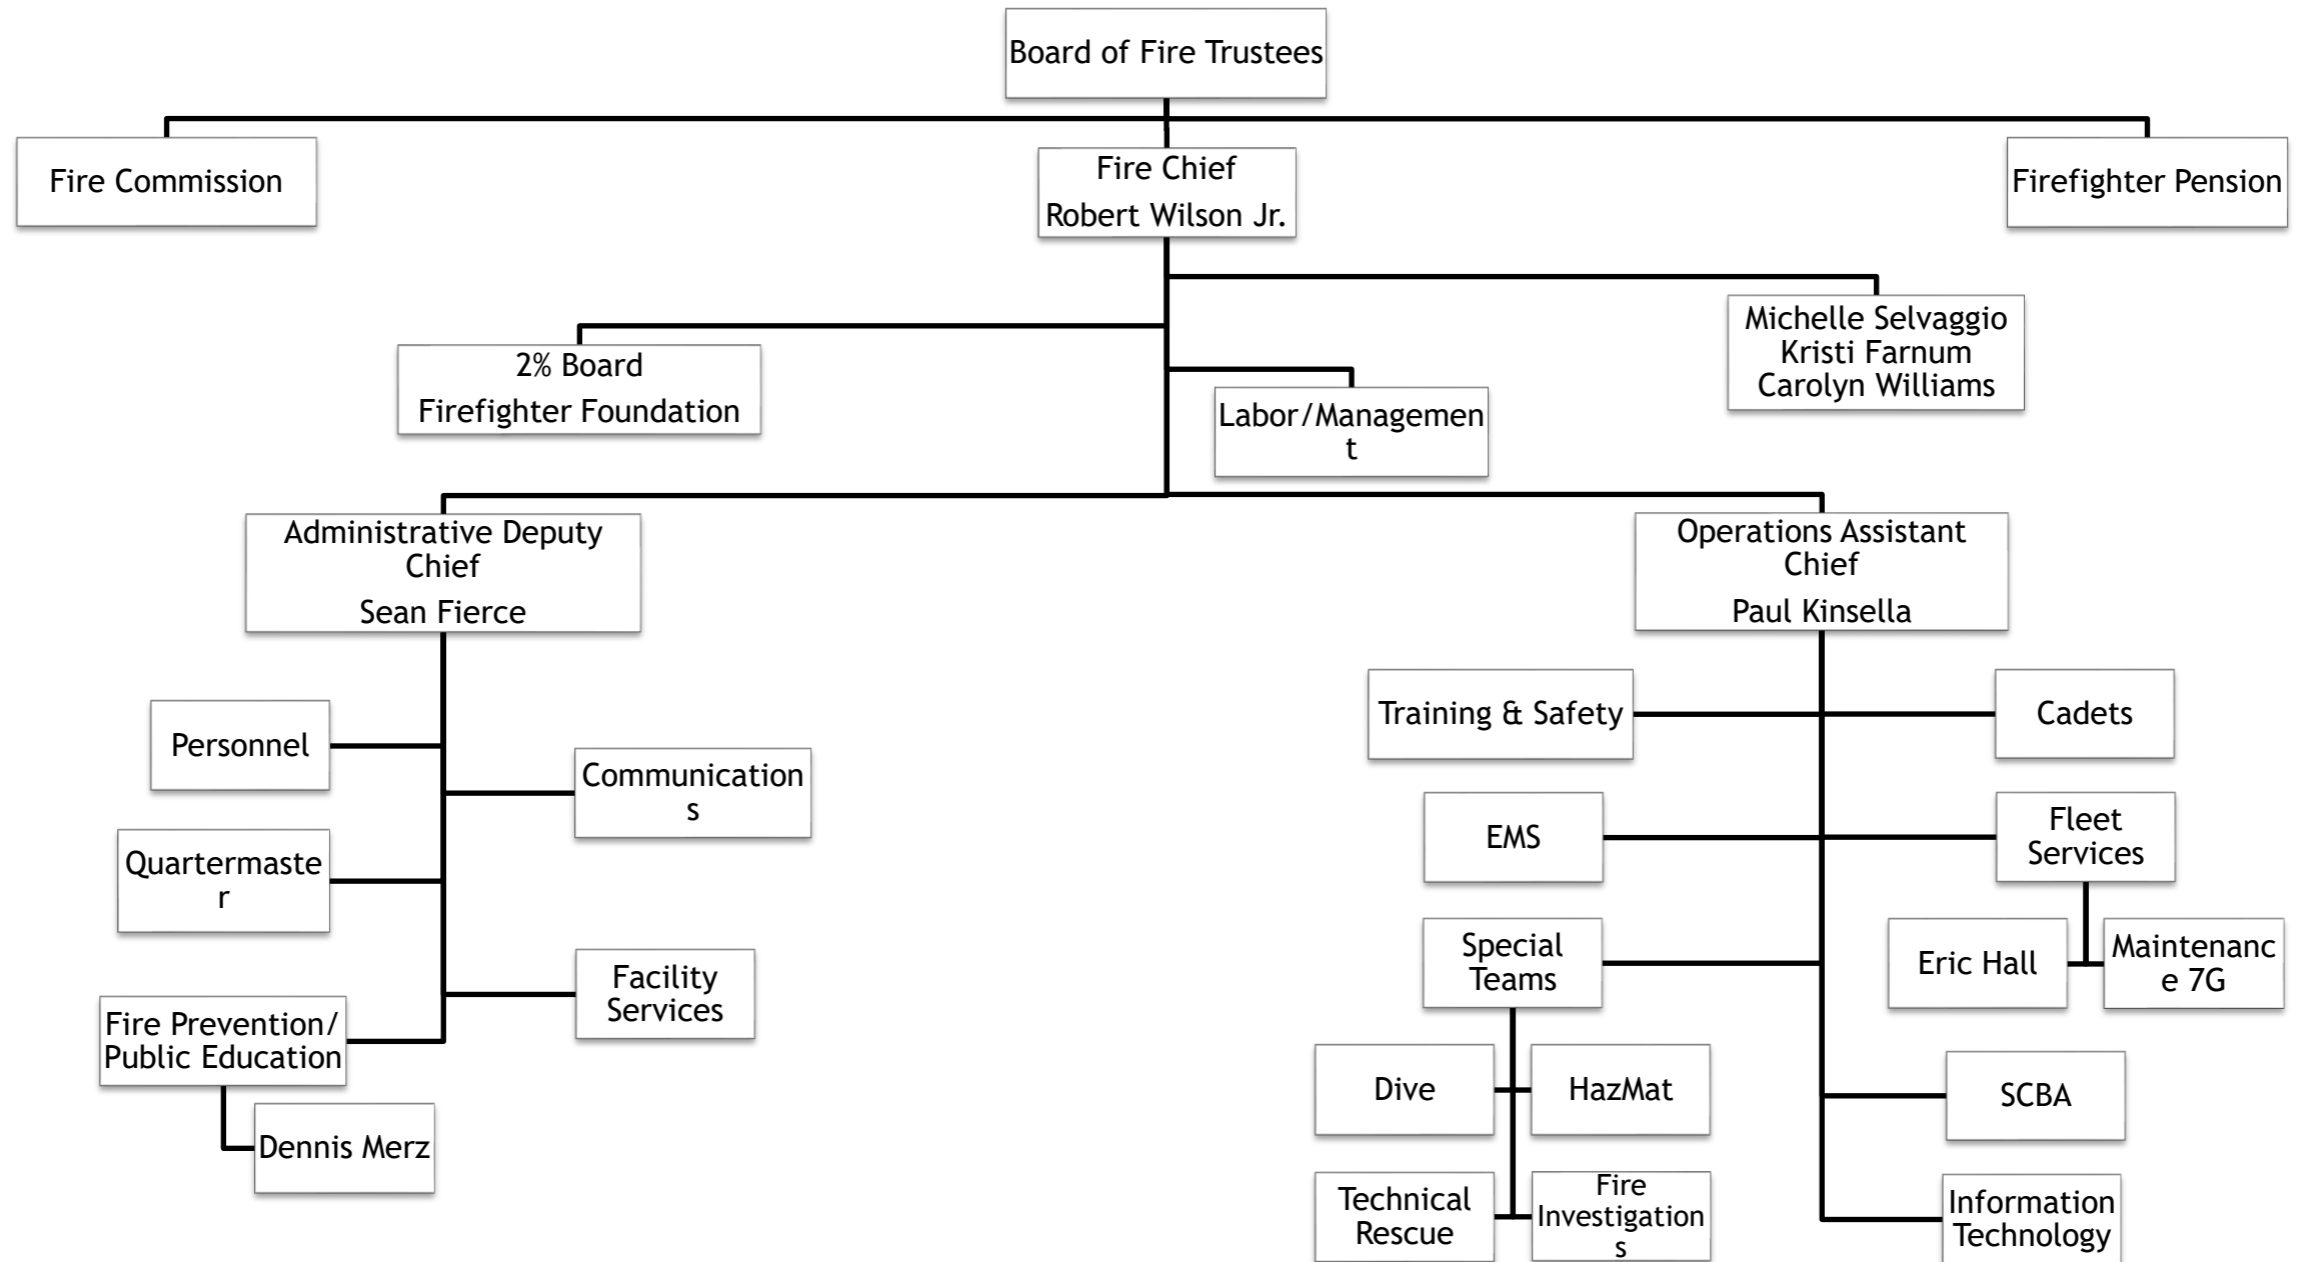 Board of Fire Trustees
Fire Commission
Fire Chief
Robert Wilson Jr.
Firefighter Pension
2% Board
Firefighter Foundation
Labor/Managemen
t
Michelle Selvaggio
Kristi Farnum
Carolyn Williams
Administrative Deputy
Chief
Sean Fierce
Operations Assistant
Chief
Paul Kinsella
Personnel
Communication
s
Quartermaste
r
Facility
Services
Fire Prevention/
Public Education
Dennis Merz
Training & Safety
Cadets
EMS
Fleet
Services
Special
Teams
Eric Hall
Maintenanc
e 7G
Dive
HazMat
SCBA
Technical
Rescue
Fire
Investigation
s
Information
Technology